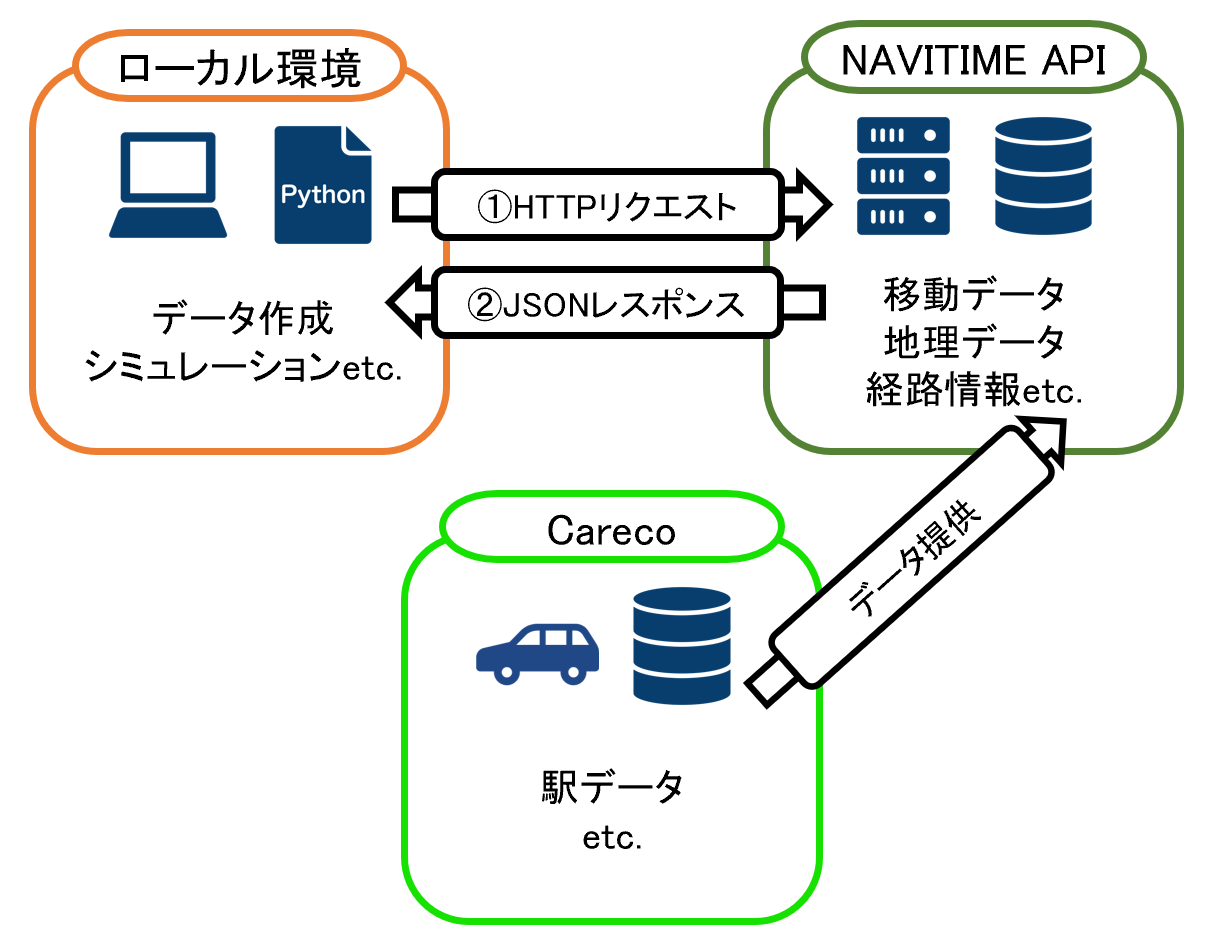 ローカル環境
Python
データ作成
シミュレーションetc.
①HTTPリクエスト
②JSONレスポンス
NAVITIME API
移動データ
地理データ
経路情報etc.
データ提供
Careco
駅データ
etc.